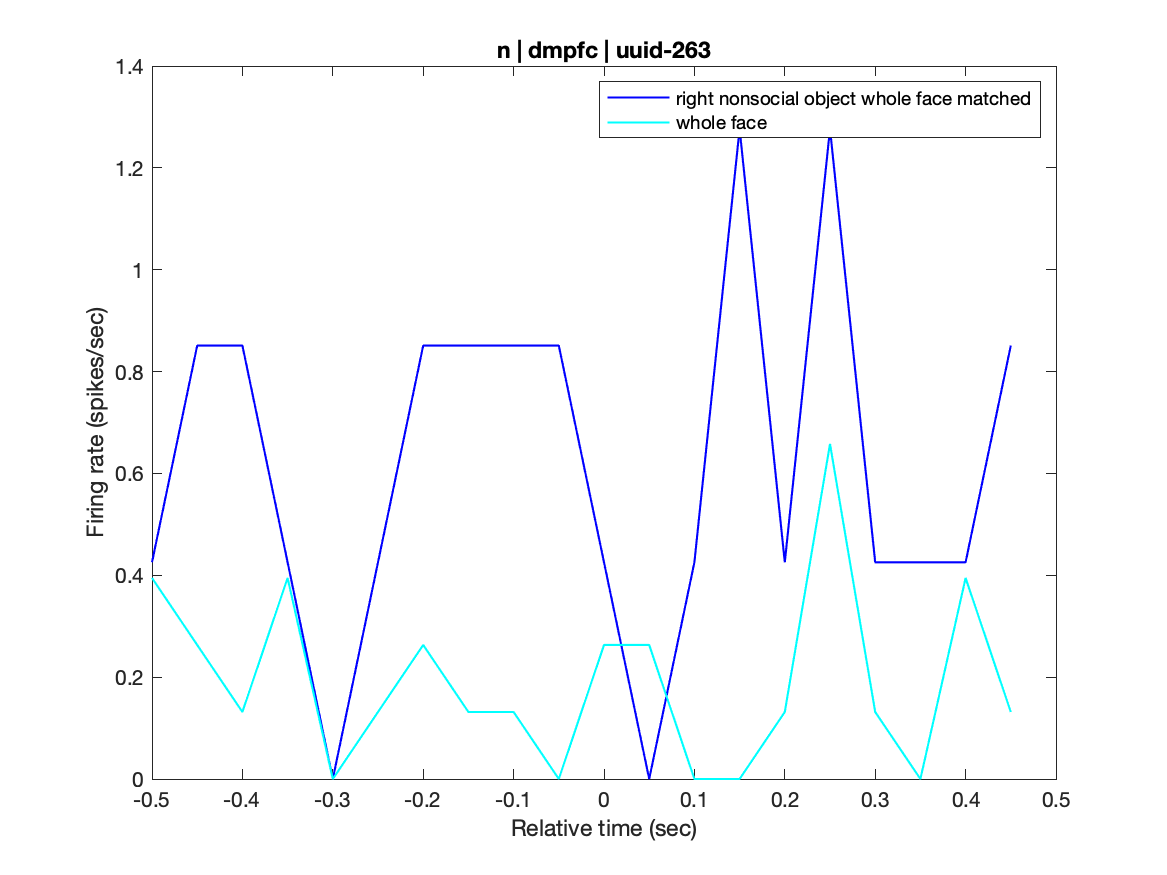 n | dmpfc | uuid-263
right nonsocial object whole face matched
whole face
Firing rate (spikes/sec)
1.4
1.2
1
0.8
0.6
0.4
0.2
0
-0.5 -0.4 -0.3 -0.2 -0.1 0 0.1 0.2 0.3 0.4 0.5
Relative time (sec)